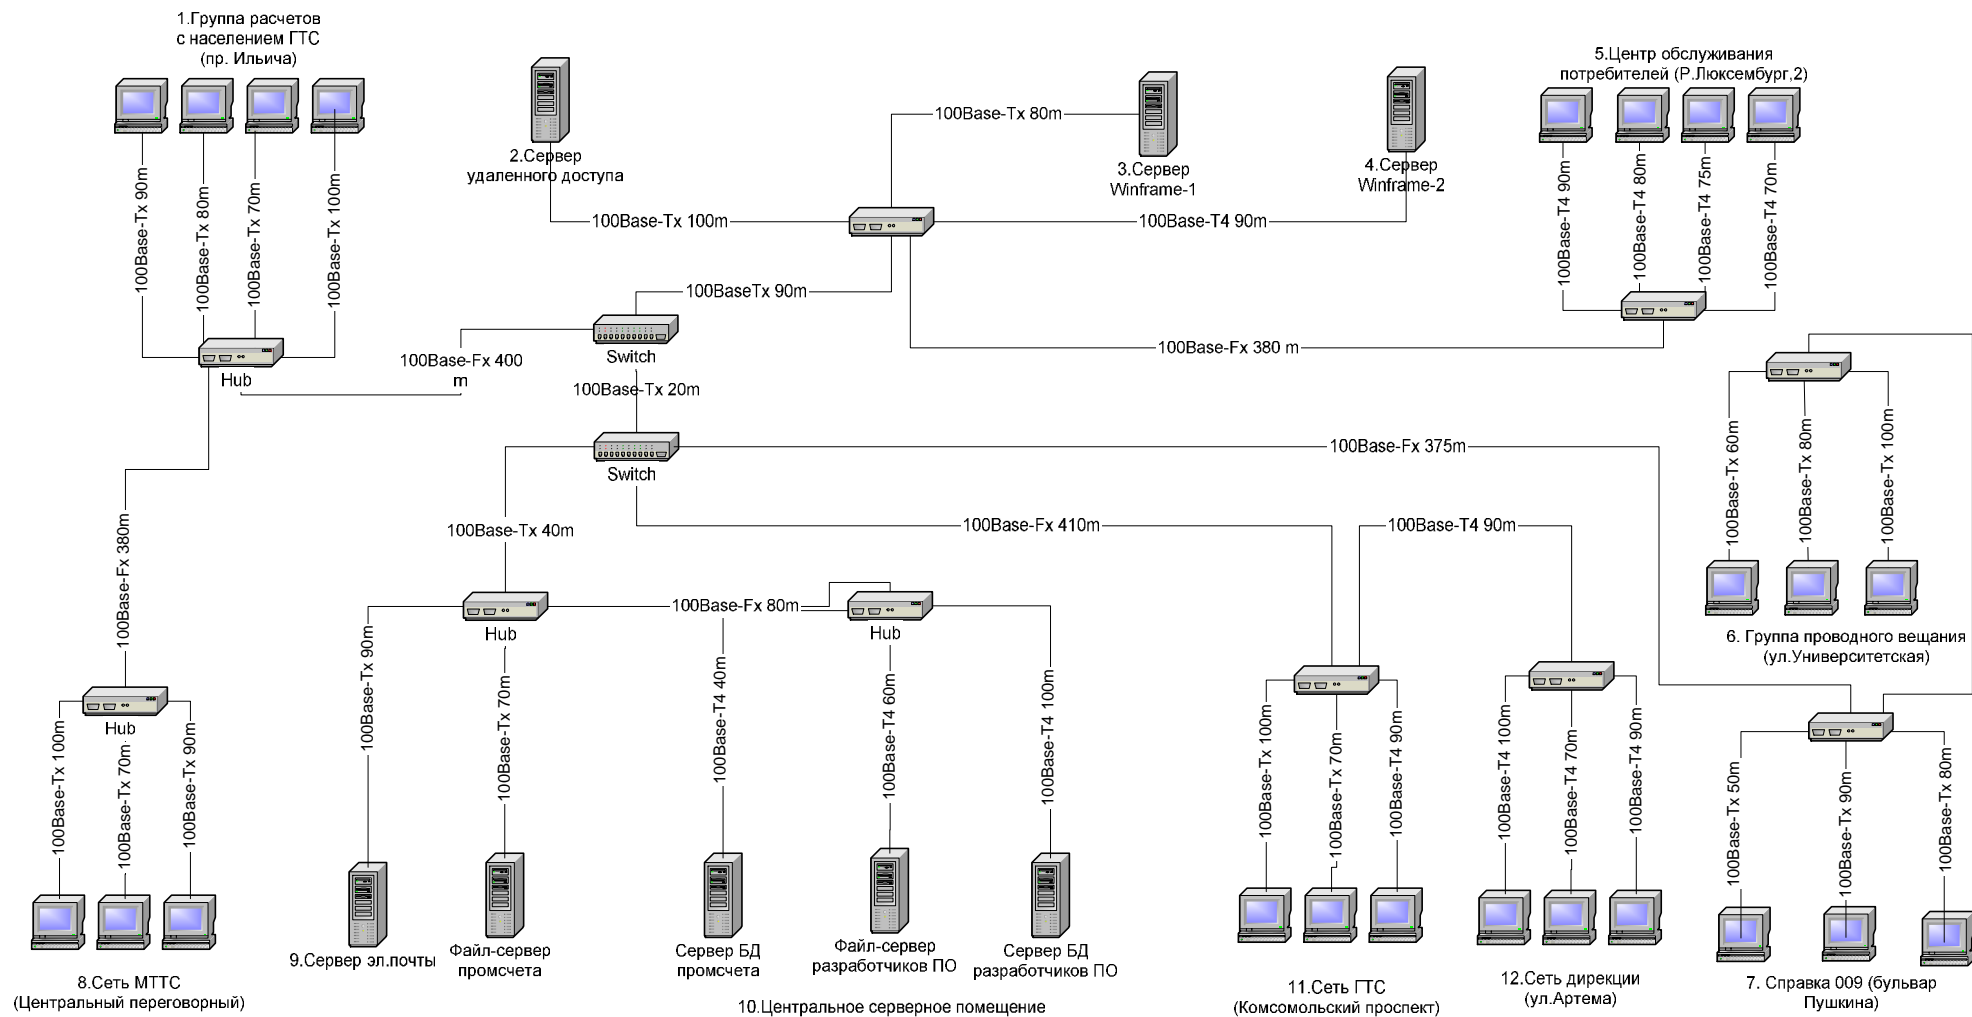 1.Группа расчетов
с населением ГТС
(пр. Ильича)
100Base-Tx 90m
100Base-Tx 80m
100Base-Tx 70m
100Base-Tx 100m
Hub
2.Сервер
удаленного доступа
100Base-Tx 80m
3.Сервер
Winframe-1
4.Сервер
Winframe-2
100Base-Tx 100m
100Base-T4 90m
5.Центр обслуживания
потребителей (Р.Люксембург,2)
100Base-T4 90m
100Base-T4 80m
100Base-T4 75m
100Base-T4 70m
100BaseTx 90m
Switch
100Base-Fx 400
m
100Base-Fx 380 m
100Base-Tx 20m
Switch
100Base-Fx 375m
100Base-Tx 60m
100Base-Tx 80m
100Base-Tx 100m
6. Группа проводного вещания
(ул.Университетская)
100Base-Tx 40m
100Base-Fx 410m
100Base-T4 90m
100Base-Fx 380m
Hub
100Base-Fx 80m
Hub
Hub
100Base-Tx 100m
100Base-Tx 70m
100Base-Tx 90m
8.Сеть МТТС
(Центральный переговорный)
100Base-Tx 90m
100Base-Tx 70m
100Base-T4 40m
100Base-T4 60m
100Base-T4 100m
9.Сервер эл.почты
Файл-сервер
промсчета
Сервер БД
промсчета
Файл-сервер
разработчиков ПО
Сервер БД
разработчиков ПО
10.Центральное серверное помещение
100Base-Tx 100m
100Base-Tx 70m
100Base-T4 90m
11.Сеть ГТС
(Комсомольский проспект)
100Base-T4 100m
100Base-T4 70m
100Base-T4 90m
12.Сеть дирекции
(ул.Артема)
100Base-Tx 50m
100Base-Tx 90m
100Base-Tx 80m
7. Справка 009 (бульвар
Пушкина)